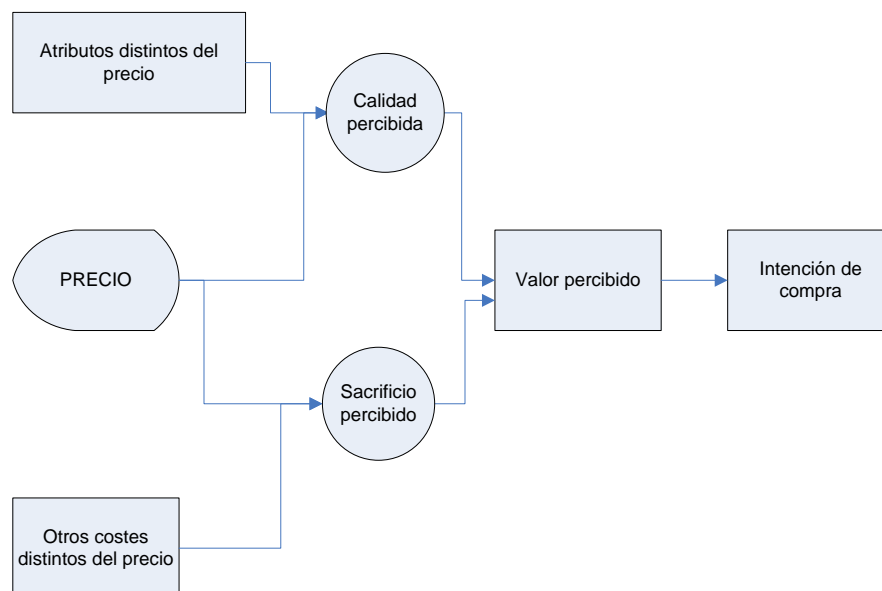 Atributos distintos del
precio
Calidad
percibida
PRECIO
Valor percibido
Intención de
compra
Sacrificio
percibido
Otros costes
distintos del precio